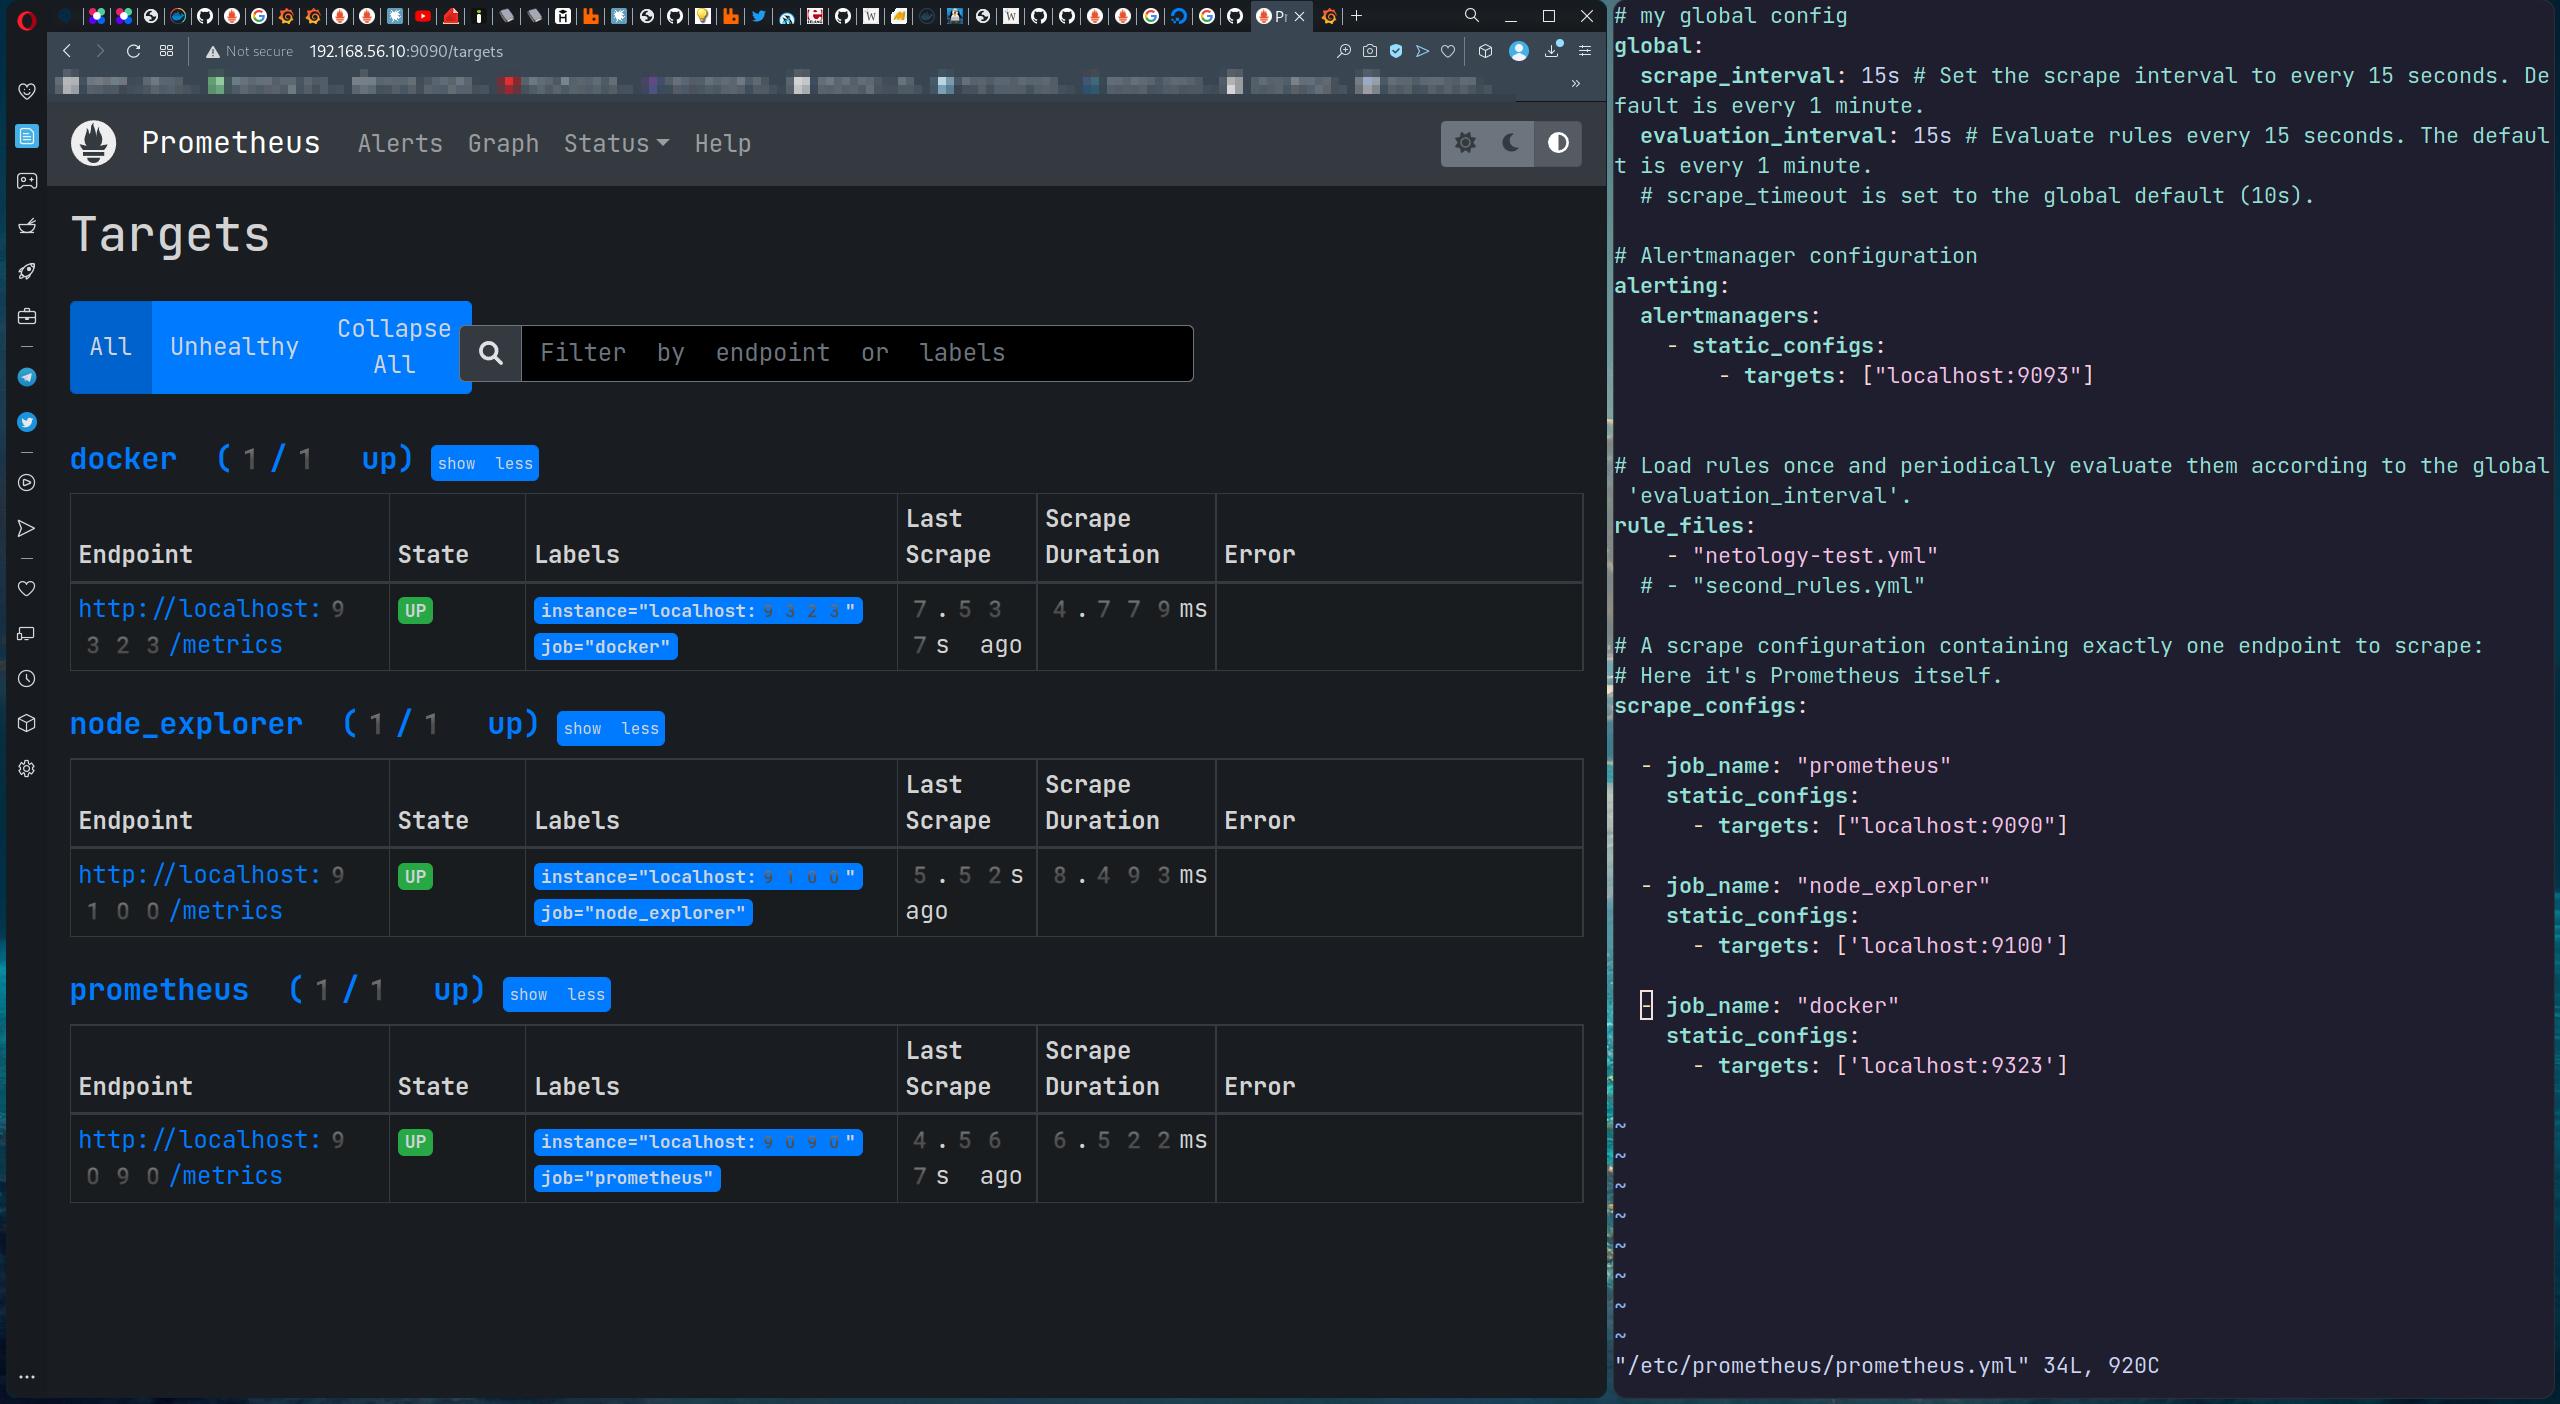 Not secure 192.168.56.10:9090/targets
Prometheus Alerts Graph Status Help
Targets
All Unhealthy Collapse All
Filter by endpoint or labels
docker (1/1 up) show less
Endpoint State Labels Last Scrape Scrape Duration Error
http://localhost:9323/metrics UP instance="localhost:9323" job="docker" 7.537s ago 4.779ms
node_explorer (1/1 up) show less
Endpoint State Labels Last Scrape Scrape Duration Error
http://localhost:9100/metrics UP instance="localhost:9100" job="node_explorer" 5.52s ago 8.493ms
prometheus (1/1 up) show less
Endpoint State Labels Last Scrape Scrape Duration Error
http://localhost:9090/metrics UP instance="localhost:9090" job="prometheus" 4.567s ago 6.522ms
# my global config
global:
  scrape_interval: 15s # Set the scrape interval to every 15 seconds. De
fault is every 1 minute.
  evaluation_interval: 15s # Evaluate rules every 15 seconds. The defaul
t is every 1 minute.
  # scrape_timeout is set to the global default (10s).
# Alertmanager configuration
alerting:
  alertmanagers:
    - static_configs:
        - targets: ["localhost:9093"]
# Load rules once and periodically evaluate them according to the global
 'evaluation_interval'.
rule_files:
    - "netology-test.yml"
  # - "second_rules.yml"
# A scrape configuration containing exactly one endpoint to scrape:
# Here it's Prometheus itself.
scrape_configs:
  - job_name: "prometheus"
    static_configs:
      - targets: ["localhost:9090"]
  - job_name: "node_explorer"
    static_configs:
      - targets: ['localhost:9100']
  - job_name: "docker"
    static_configs:
      - targets: ['localhost:9323']
~
~
~
~
~
~
~
~
"/etc/prometheus/prometheus.yml" 34L, 920C